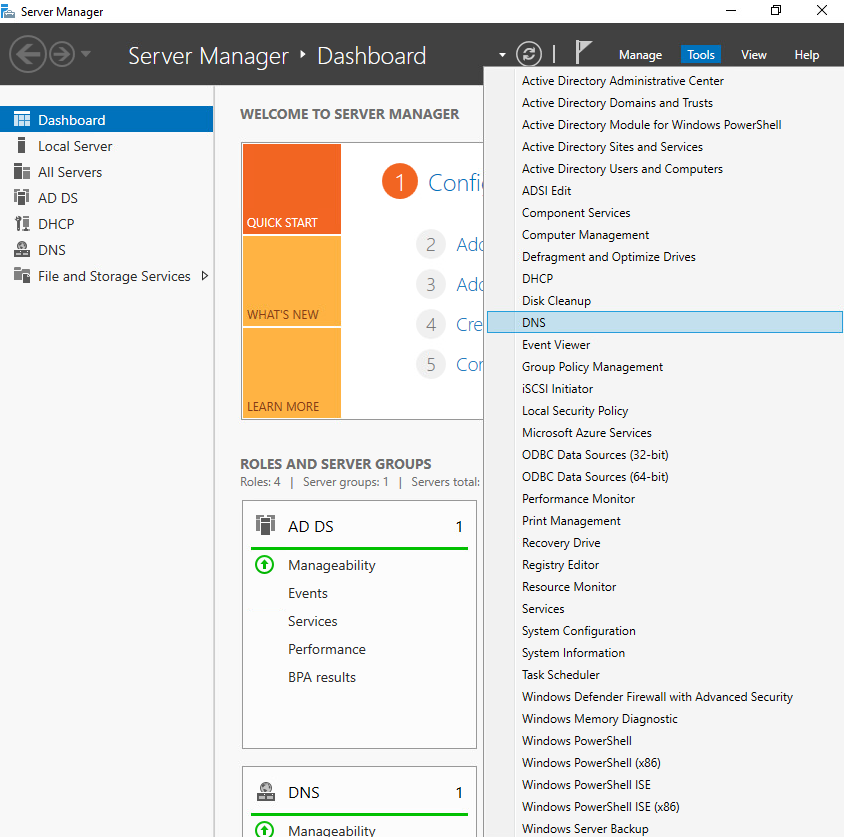 Server Manager
Server Manager Dashboard
Manage Tools View Help
Dashboard
Local Server
All Servers
AD DS
DHCP
DNS
File and Storage Services
WELCOME TO SERVER MANAGER
QUICK START
WHAT'S NEW
LEARN MORE
1 Confi
2 Add
3 Add
4 Cre
5 Cor
ROLES AND SERVER GROUPS
Roles: 4 | Server groups: 1 | Servers total:
AD DS 1
Manageability
Events
Services
Performance
BPA results
DNS 1
Manageability
Active Directory Administrative Center
Active Directory Domains and Trusts
Active Directory Module for Windows PowerShell
Active Directory Sites and Services
Active Directory Users and Computers
ADSI Edit
Component Services
Computer Management
Defragment and Optimize Drives
DHCP
Disk Cleanup
DNS
Event Viewer
Group Policy Management
iSCSI Initiator
Local Security Policy
Microsoft Azure Services
ODBC Data Sources (32-bit)
ODBC Data Sources (64-bit)
Performance Monitor
Print Management
Recovery Drive
Registry Editor
Resource Monitor
Services
System Configuration
System Information
Task Scheduler
Windows Defender Firewall with Advanced Security
Windows Memory Diagnostic
Windows PowerShell
Windows PowerShell (x86)
Windows PowerShell ISE
Windows PowerShell ISE (x86)
Windows Server Backup